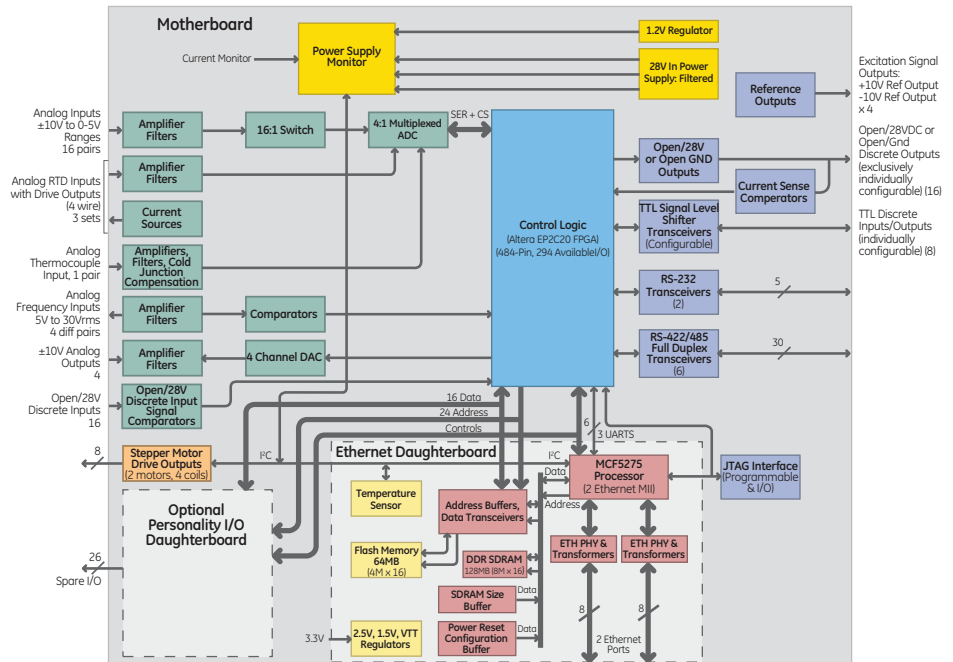 Motherboard
Current Monitor
Power Supply
Monitor
1.2V Regulator
28V In Power
Supply: Filtered
Reference
Outputs
Excitation Signal
Outputs:
+10V Ref Output
-10V Ref Output
x 4
Analog Inputs
±10V to 0-5V
Ranges
16 pairs
Amplifier
Filters
16:1 Switch
4:1 Multiplexed
ADC
SER + CS
Analog RTD Inputs
with Drive Outputs
(4 wire)
3 sets
Amplifier
Filters
Current
Sources
Analog
Thermocouple
Input, 1 pair
Amplifiers,
Filters, Cold
Junction
Compensation
Analog
Frequency Inputs
5V to 30Vrms
4 diff pairs
Amplifier
Filters
Comparators
±10V Analog
Outputs
4
Amplifier
Filters
4 Channel DAC
Open/28V
Discrete Inputs
16
Open/28V
Discrete Input
Signal
Comparators
Control Logic
(Altera EP2C20 FPGA)
(484-Pin, 294 AvailableI/O)
Open/28V
or Open GND
Outputs
Current Sense
Comperators
Open/28VDC or
Open/Gnd
Discrete Outputs
(exclusively
individually
configurable) (16)
TTL Signal Level
Shifter
Transceivers
(Configurable)
TTL Discrete
Inputs/Outputs
(individually
configurable) (8)
RS-232
Transceivers
(2)
5
RS-422/485
Full Duplex
Transceivers
(6)
30
16 Data
24 Address
Controls
6
3 UARTS
8
Stepper Motor
Drive Outputs
(2 motors, 4 coils)
I²C
Ethernet Daughterboard
I²C
MCF5275
Processor
(2 Ethernet MII)
JTAG Interface
(Programmable
& I/O)
Optional
Personality I/O
Daughterboard
26
Spare I/O
Temperature
Sensor
Address Buffers,
Data Transceivers
Data
Address
Flash Memory
64MB
(4M x 16)
DDR SDRAM
128MB (8M x 16)
ETH PHY &
Transformers
ETH PHY &
Transformers
SDRAM Size
Buffer
Data
8
8
3.3V
2.5V, 1.5V, VTT
Regulators
Power Reset
Configuration
Buffer
Data
2 Ethernet
Ports